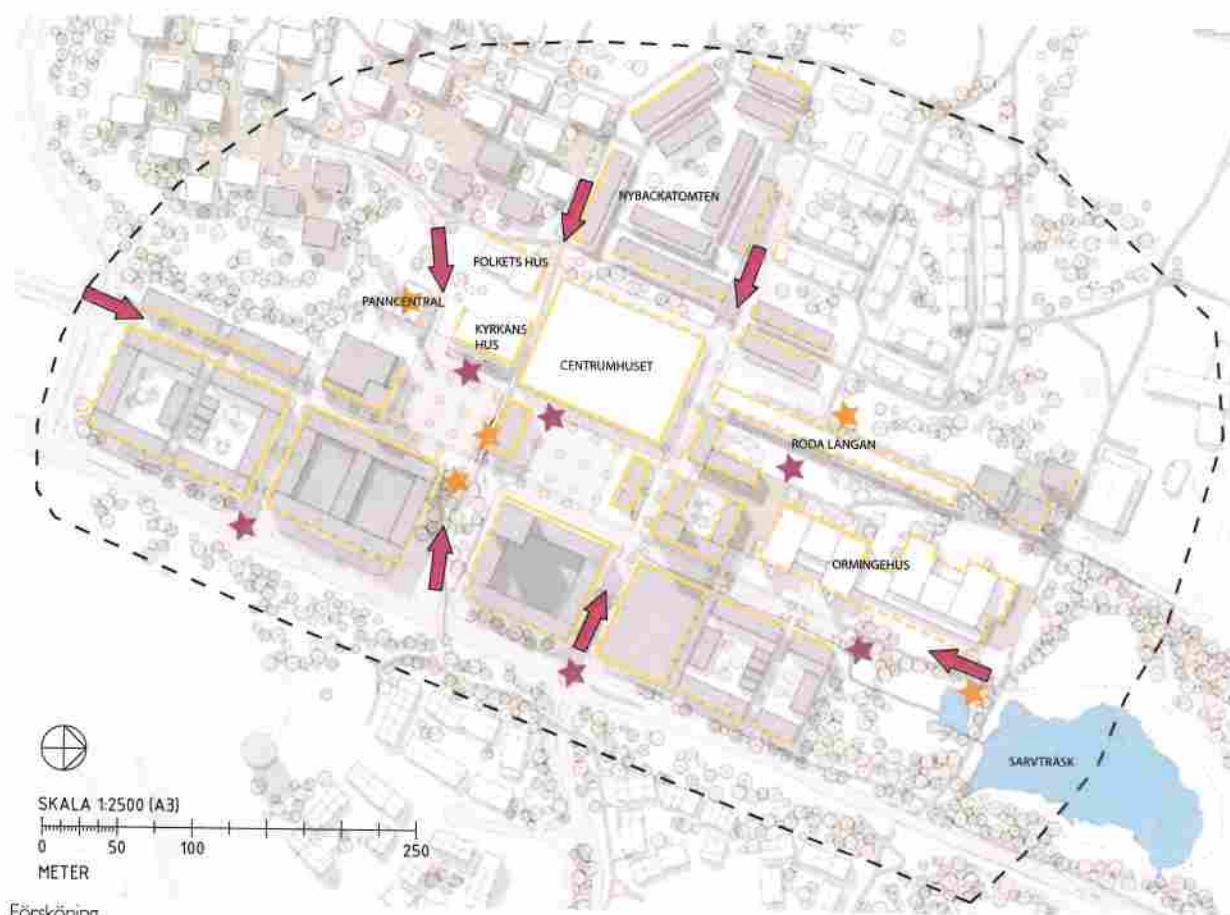 NYBACKATOMTEN
FOLKETS HUS
PANNCENTRAL
KYRKANS
HUS
CENTRUMHUSET
RÖDA LÄNGAN
ORMINGEHUS
SARVTRÄSK
SKALA 1:2500 (A3)
0 50 100 250
METER
Försköning